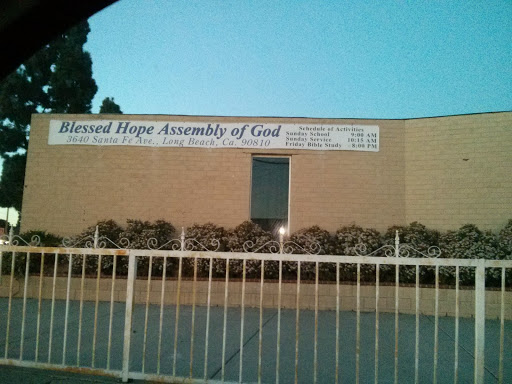 Blessed Hope Assembly of God
3640 Santa Fe Ave., Long Beach, Ca. 90810
Schedule of Activities
Sunday School 9:00 AM
Sunday Service 10:15 AM
Friday Bible Study 8:00 PM